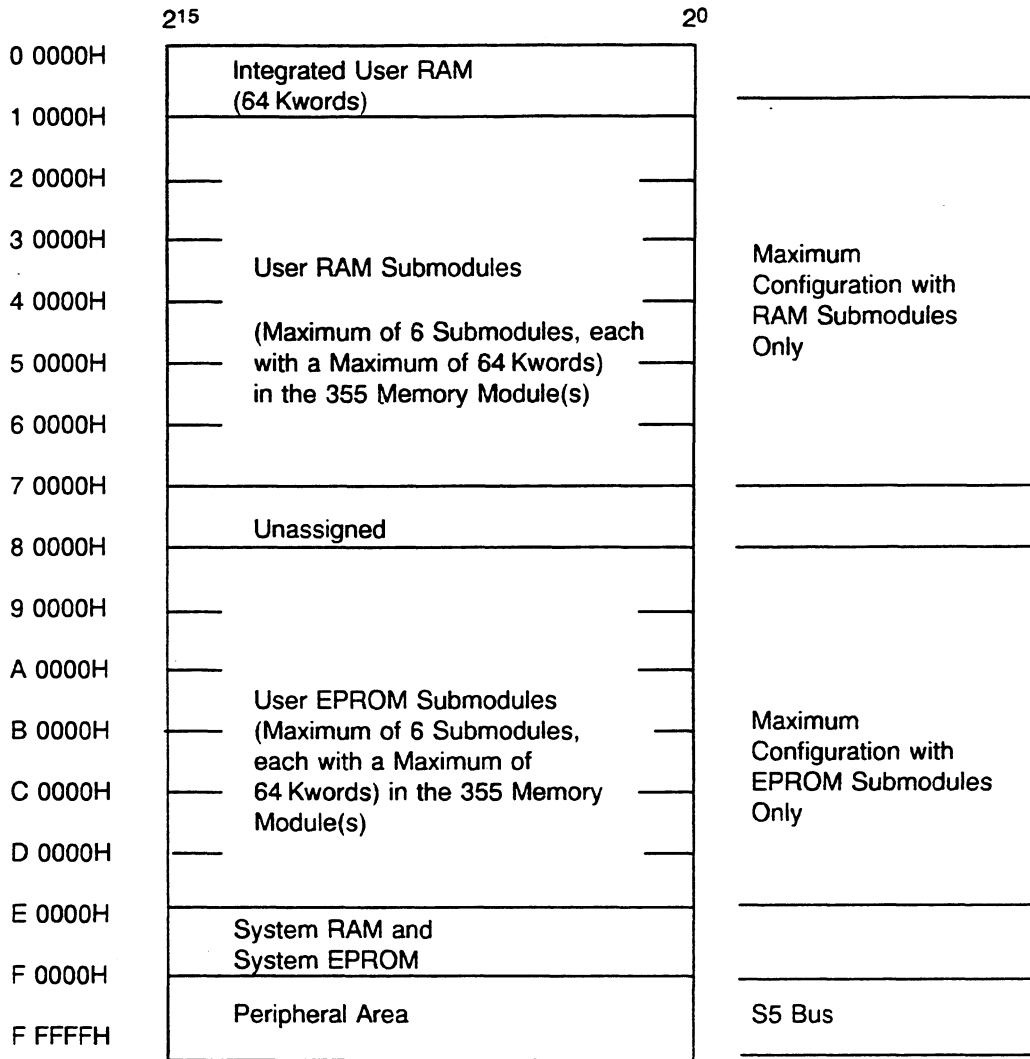 2¹⁵ 2⁰
0 0000H
Integrated User RAM
(64 Kwords)
1 0000H
2 0000H
3 0000H
User RAM Submodules
Maximum
Configuration with
RAM Submodules
Only
4 0000H
(Maximum of 6 Submodules, each
with a Maximum of 64 Kwords)
in the 355 Memory Module(s)
5 0000H
6 0000H
7 0000H
Unassigned
8 0000H
9 0000H
A 0000H
User EPROM Submodules
(Maximum of 6 Submodules,
each with a Maximum of
64 Kwords) in the 355 Memory
Module(s)
B 0000H
Maximum
Configuration with
EPROM Submodules
Only
C 0000H
D 0000H
E 0000H
System RAM and
System EPROM
F 0000H
Peripheral Area
S5 Bus
F FFFFH